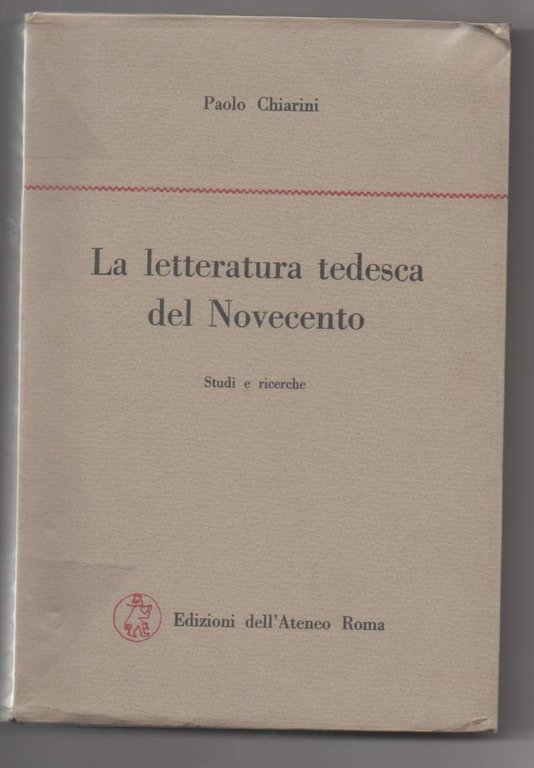 Paolo Chiarini
La letteratura tedesca
del Novecento
Studi e ricerche
Edizioni dell'Ateneo Roma